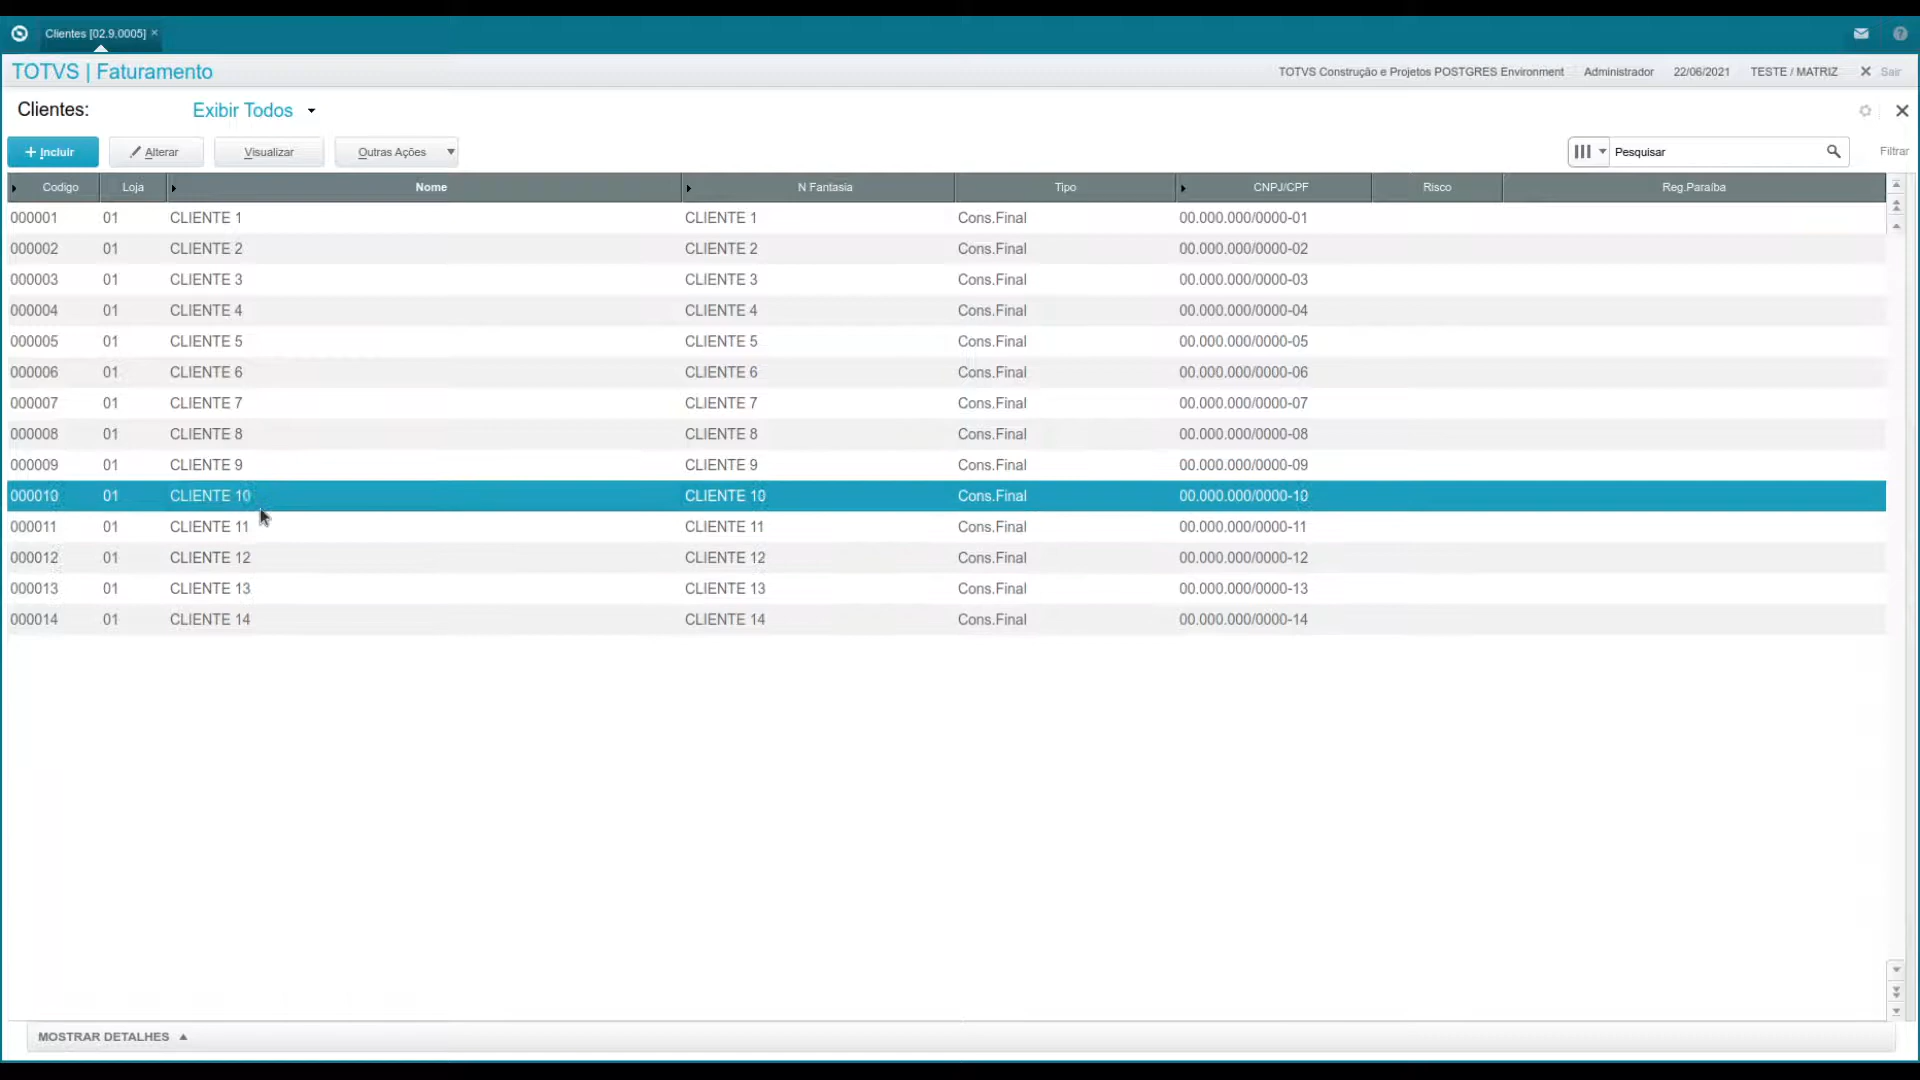 Clientes [02.9.0005] ×
TOTVS | Faturamento TOTVS Construção e Projetos POSTGRES Environment Administrador 22/06/2021 TESTE / MATRIZ Sair
Clientes: Exibir Todos
+ Incluir Alterar Visualizar Outras Ações Pesquisar Filtrar
Codigo Loja Nome N Fantasia Tipo CNPJ/CPF Risco Reg.Paraíba
000001 01 CLIENTE 1 CLIENTE 1 Cons.Final 00.000.000/0000-01
000002 01 CLIENTE 2 CLIENTE 2 Cons.Final 00.000.000/0000-02
000003 01 CLIENTE 3 CLIENTE 3 Cons.Final 00.000.000/0000-03
000004 01 CLIENTE 4 CLIENTE 4 Cons.Final 00.000.000/0000-04
000005 01 CLIENTE 5 CLIENTE 5 Cons.Final 00.000.000/0000-05
000006 01 CLIENTE 6 CLIENTE 6 Cons.Final 00.000.000/0000-06
000007 01 CLIENTE 7 CLIENTE 7 Cons.Final 00.000.000/0000-07
000008 01 CLIENTE 8 CLIENTE 8 Cons.Final 00.000.000/0000-08
000009 01 CLIENTE 9 CLIENTE 9 Cons.Final 00.000.000/0000-09
000010 01 CLIENTE 10 CLIENTE 10 Cons.Final 00.000.000/0000-10
000011 01 CLIENTE 11 CLIENTE 11 Cons.Final 00.000.000/0000-11
000012 01 CLIENTE 12 CLIENTE 12 Cons.Final 00.000.000/0000-12
000013 01 CLIENTE 13 CLIENTE 13 Cons.Final 00.000.000/0000-13
000014 01 CLIENTE 14 CLIENTE 14 Cons.Final 00.000.000/0000-14
MOSTRAR DETALHES